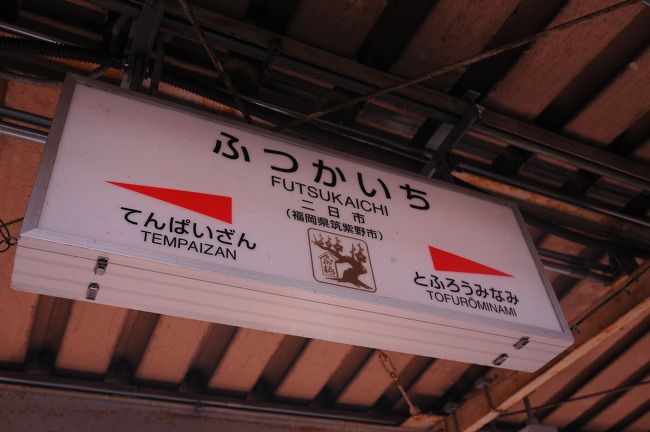 ふつかいち
FUTSUKAICHI
二日市
(福岡県筑紫野市)
てんぱいざん
TEMPAIZAN
とふろうみなみ
TOFURŌMINAMI